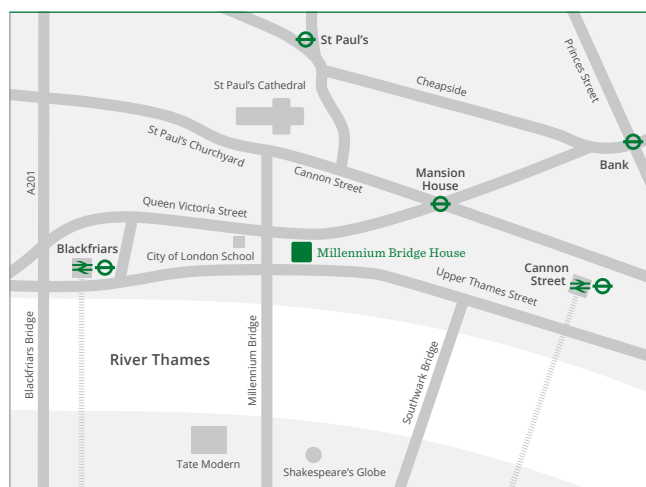 St Paul's
Princes Street
St Paul's Cathedral
Cheapside
St Paul's Churchyard
Bank
Mansion
House
Cannon Street
A201
Queen Victoria Street
Blackfriars
City of London School
Millennium Bridge House
Cannon
Street
Upper Thames Street
Blackfriars Bridge
River Thames
Millennium Bridge
Southwark Bridge
Tate Modern
Shakespeare's Globe